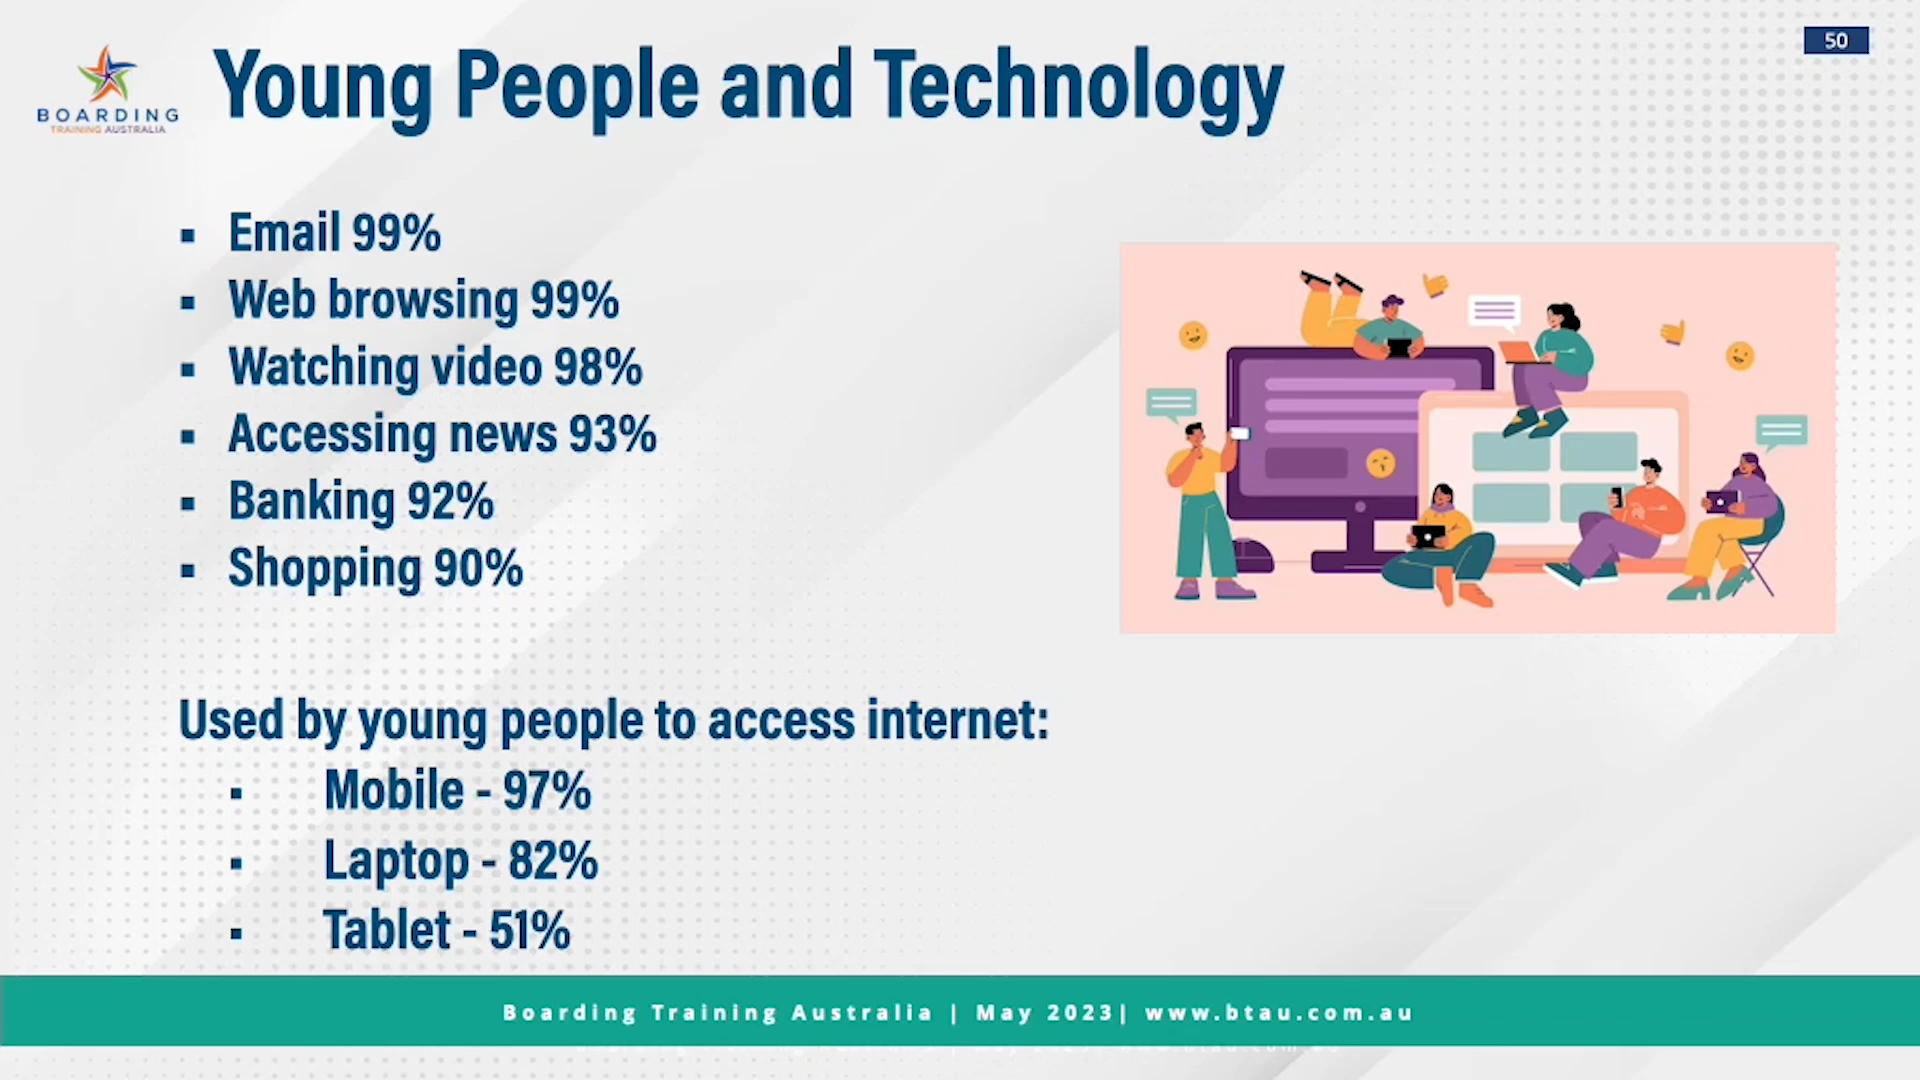 50
BOARDING
TRAINING AUSTRALIA
Young People and Technology
▪ Email 99%
▪ Web browsing 99%
▪ Watching video 98%
▪ Accessing news 93%
▪ Banking 92%
▪ Shopping 90%
Used by young people to access internet:
▪ Mobile - 97%
▪ Laptop - 82%
▪ Tablet - 51%
Boarding Training Australia | May 2023| www.btau.com.au